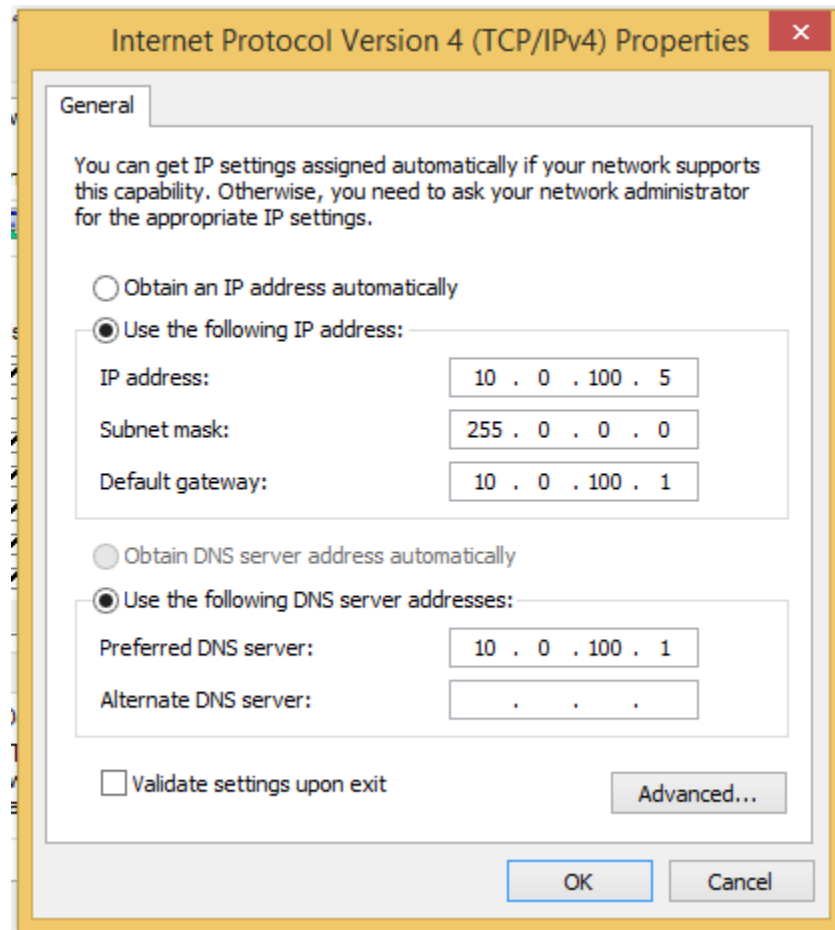 Internet Protocol Version 4 (TCP/IPv4) Properties
General
You can get IP settings assigned automatically if your network supports
this capability. Otherwise, you need to ask your network administrator
for the appropriate IP settings.
Obtain an IP address automatically
Use the following IP address:
IP address: 10 . 0 . 100 . 5
Subnet mask: 255 . 0 . 0 . 0
Default gateway: 10 . 0 . 100 . 1
Obtain DNS server address automatically
Use the following DNS server addresses:
Preferred DNS server: 10 . 0 . 100 . 1
Alternate DNS server: . . .
Validate settings upon exit
Advanced...
OK Cancel